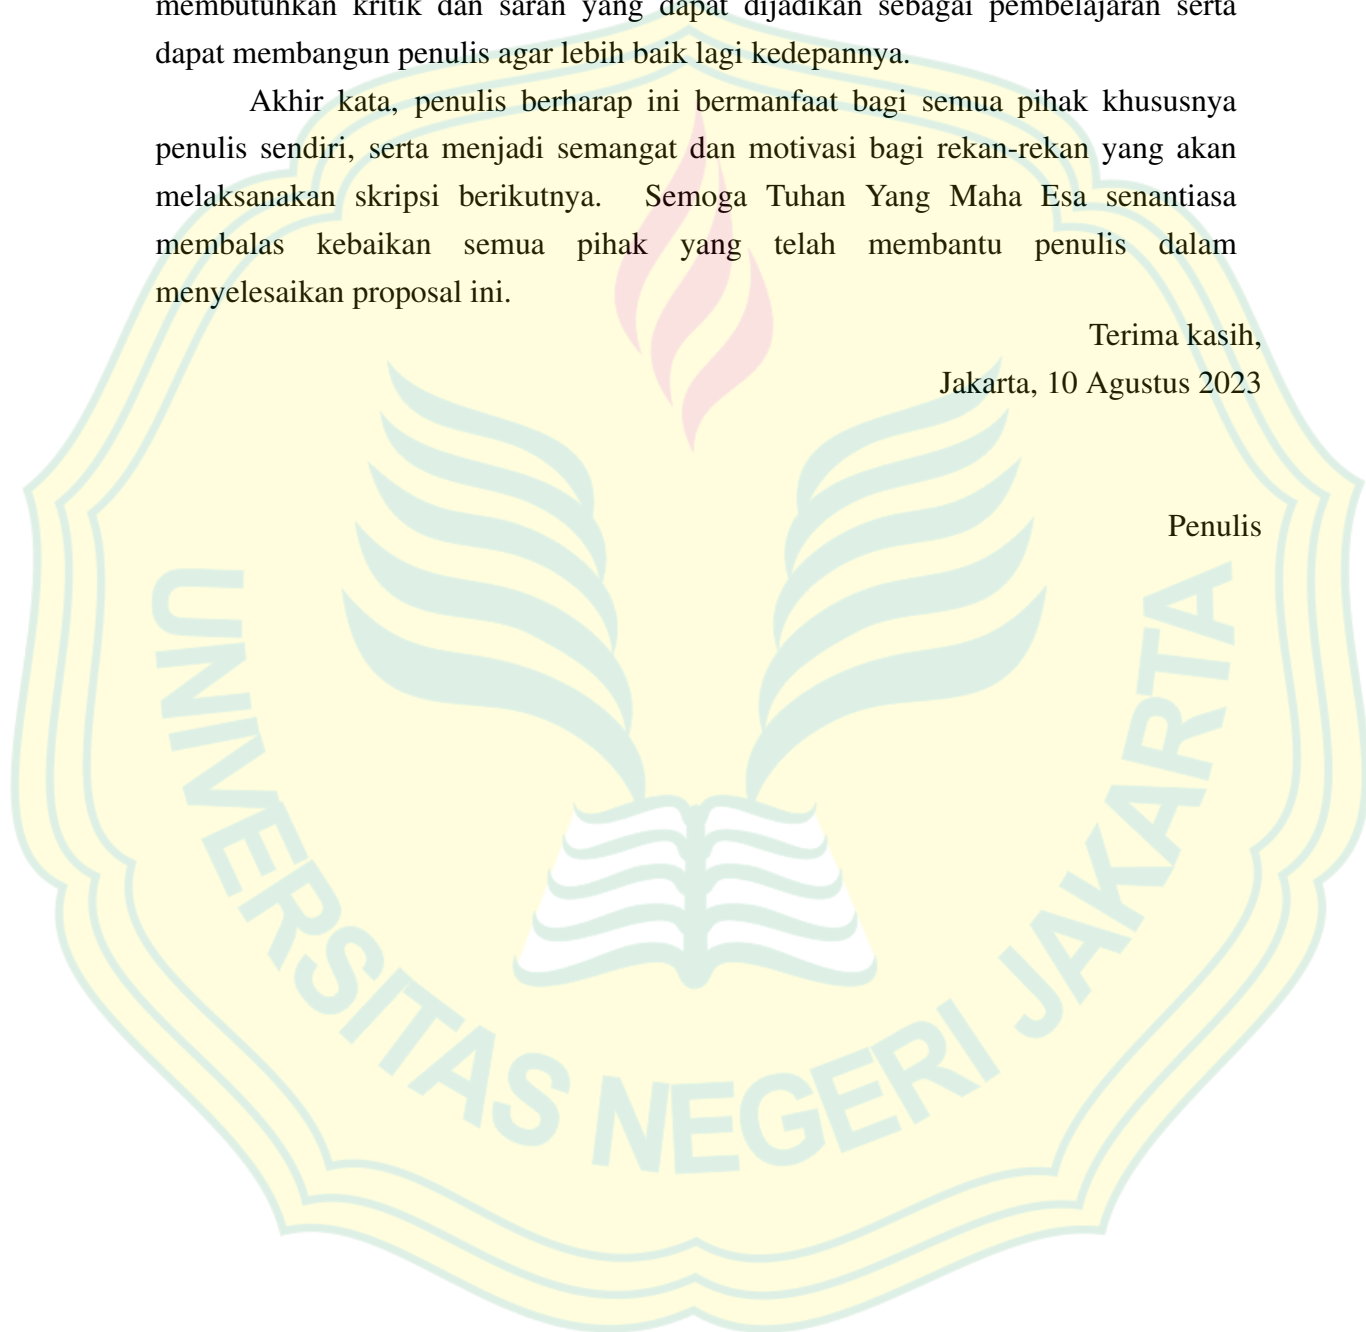 membutuhkan kritik dan saran yang dapat dijadikan sebagai pembelajaran serta
dapat membangun penulis agar lebih baik lagi kedepannya.
Akhir kata, penulis berharap ini bermanfaat bagi semua pihak khususnya
penulis sendiri, serta menjadi semangat dan motivasi bagi rekan-rekan yang akan
melaksanakan skripsi berikutnya. Semoga Tuhan Yang Maha Esa senantiasa
membalas kebaikan semua pihak yang telah membantu penulis dalam
menyelesaikan proposal ini.
Terima kasih,
Jakarta, 10 Agustus 2023
Penulis
UNIVERSITAS NEGERI JAKARTA